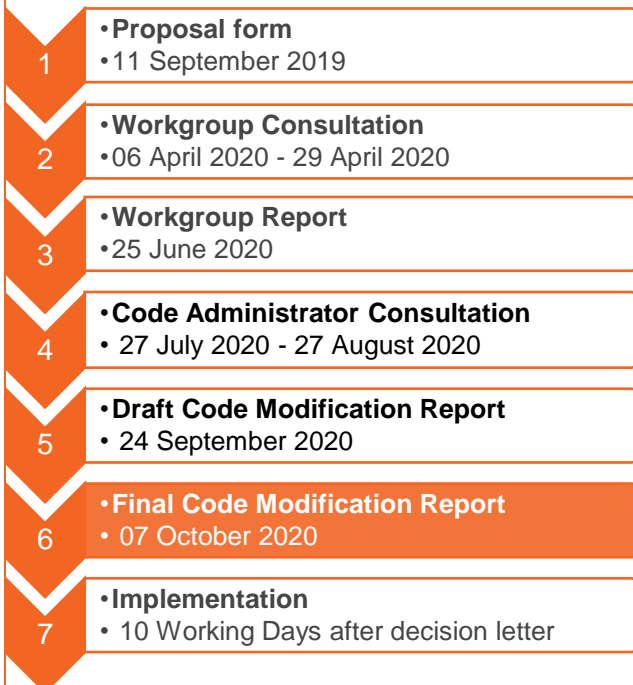 1
•Proposal form
•11 September 2019
2
•Workgroup Consultation
•06 April 2020 - 29 April 2020
3
•Workgroup Report
•25 June 2020
4
•Code Administrator Consultation
• 27 July 2020 - 27 August 2020
5
•Draft Code Modification Report
• 24 September 2020
6
•Final Code Modification Report
• 07 October 2020
7
•Implementation
• 10 Working Days after decision letter